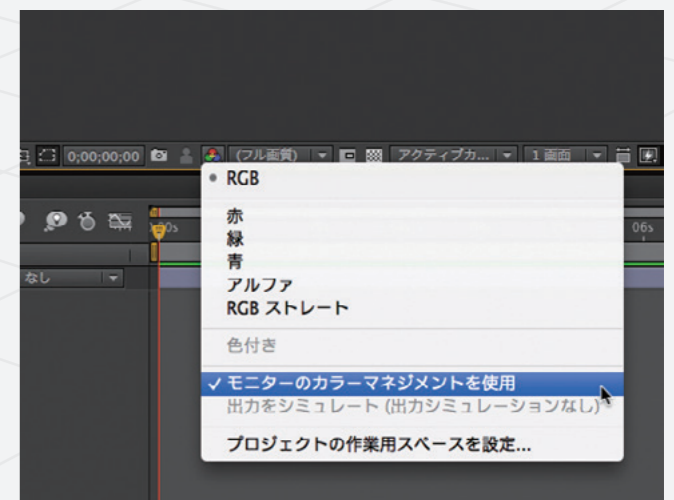 0;00;00;00 (フル画質) アクティブカ... 1 画面
RGB
赤
緑
青
アルファ
RGB ストレート
色付き
✓ モニターのカラーマネジメントを使用
出力をシミュレート (出力シミュレーションなし)
プロジェクトの作業用スペースを設定...
06s
なし